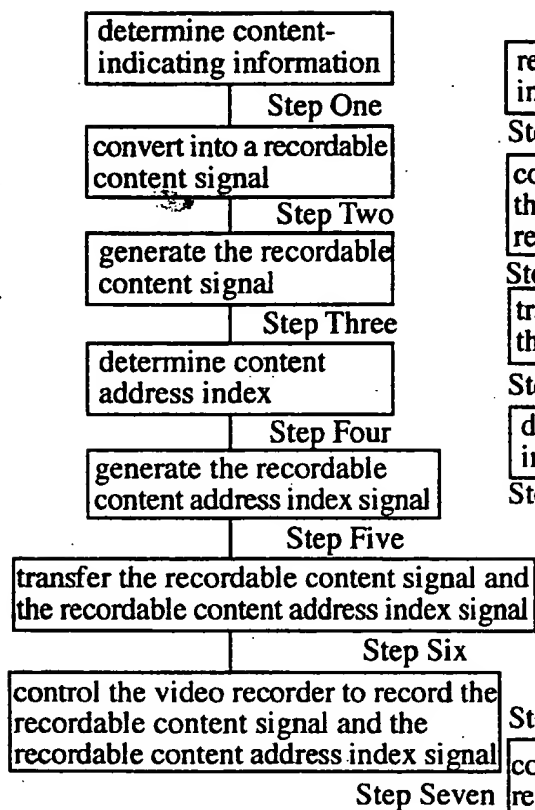 determine content-
indicating information
Step One
convert into a recordable
content signal
Step Two
generate the recordable
content signal
Step Three
determine content
address index
Step Four
generate the recordable
content address index signal
Step Five
transfer the recordable content signal and
the recordable content address index signal
Step Six
control the video recorder to record the
recordable content signal and the
recordable content address index signal
Step Seven